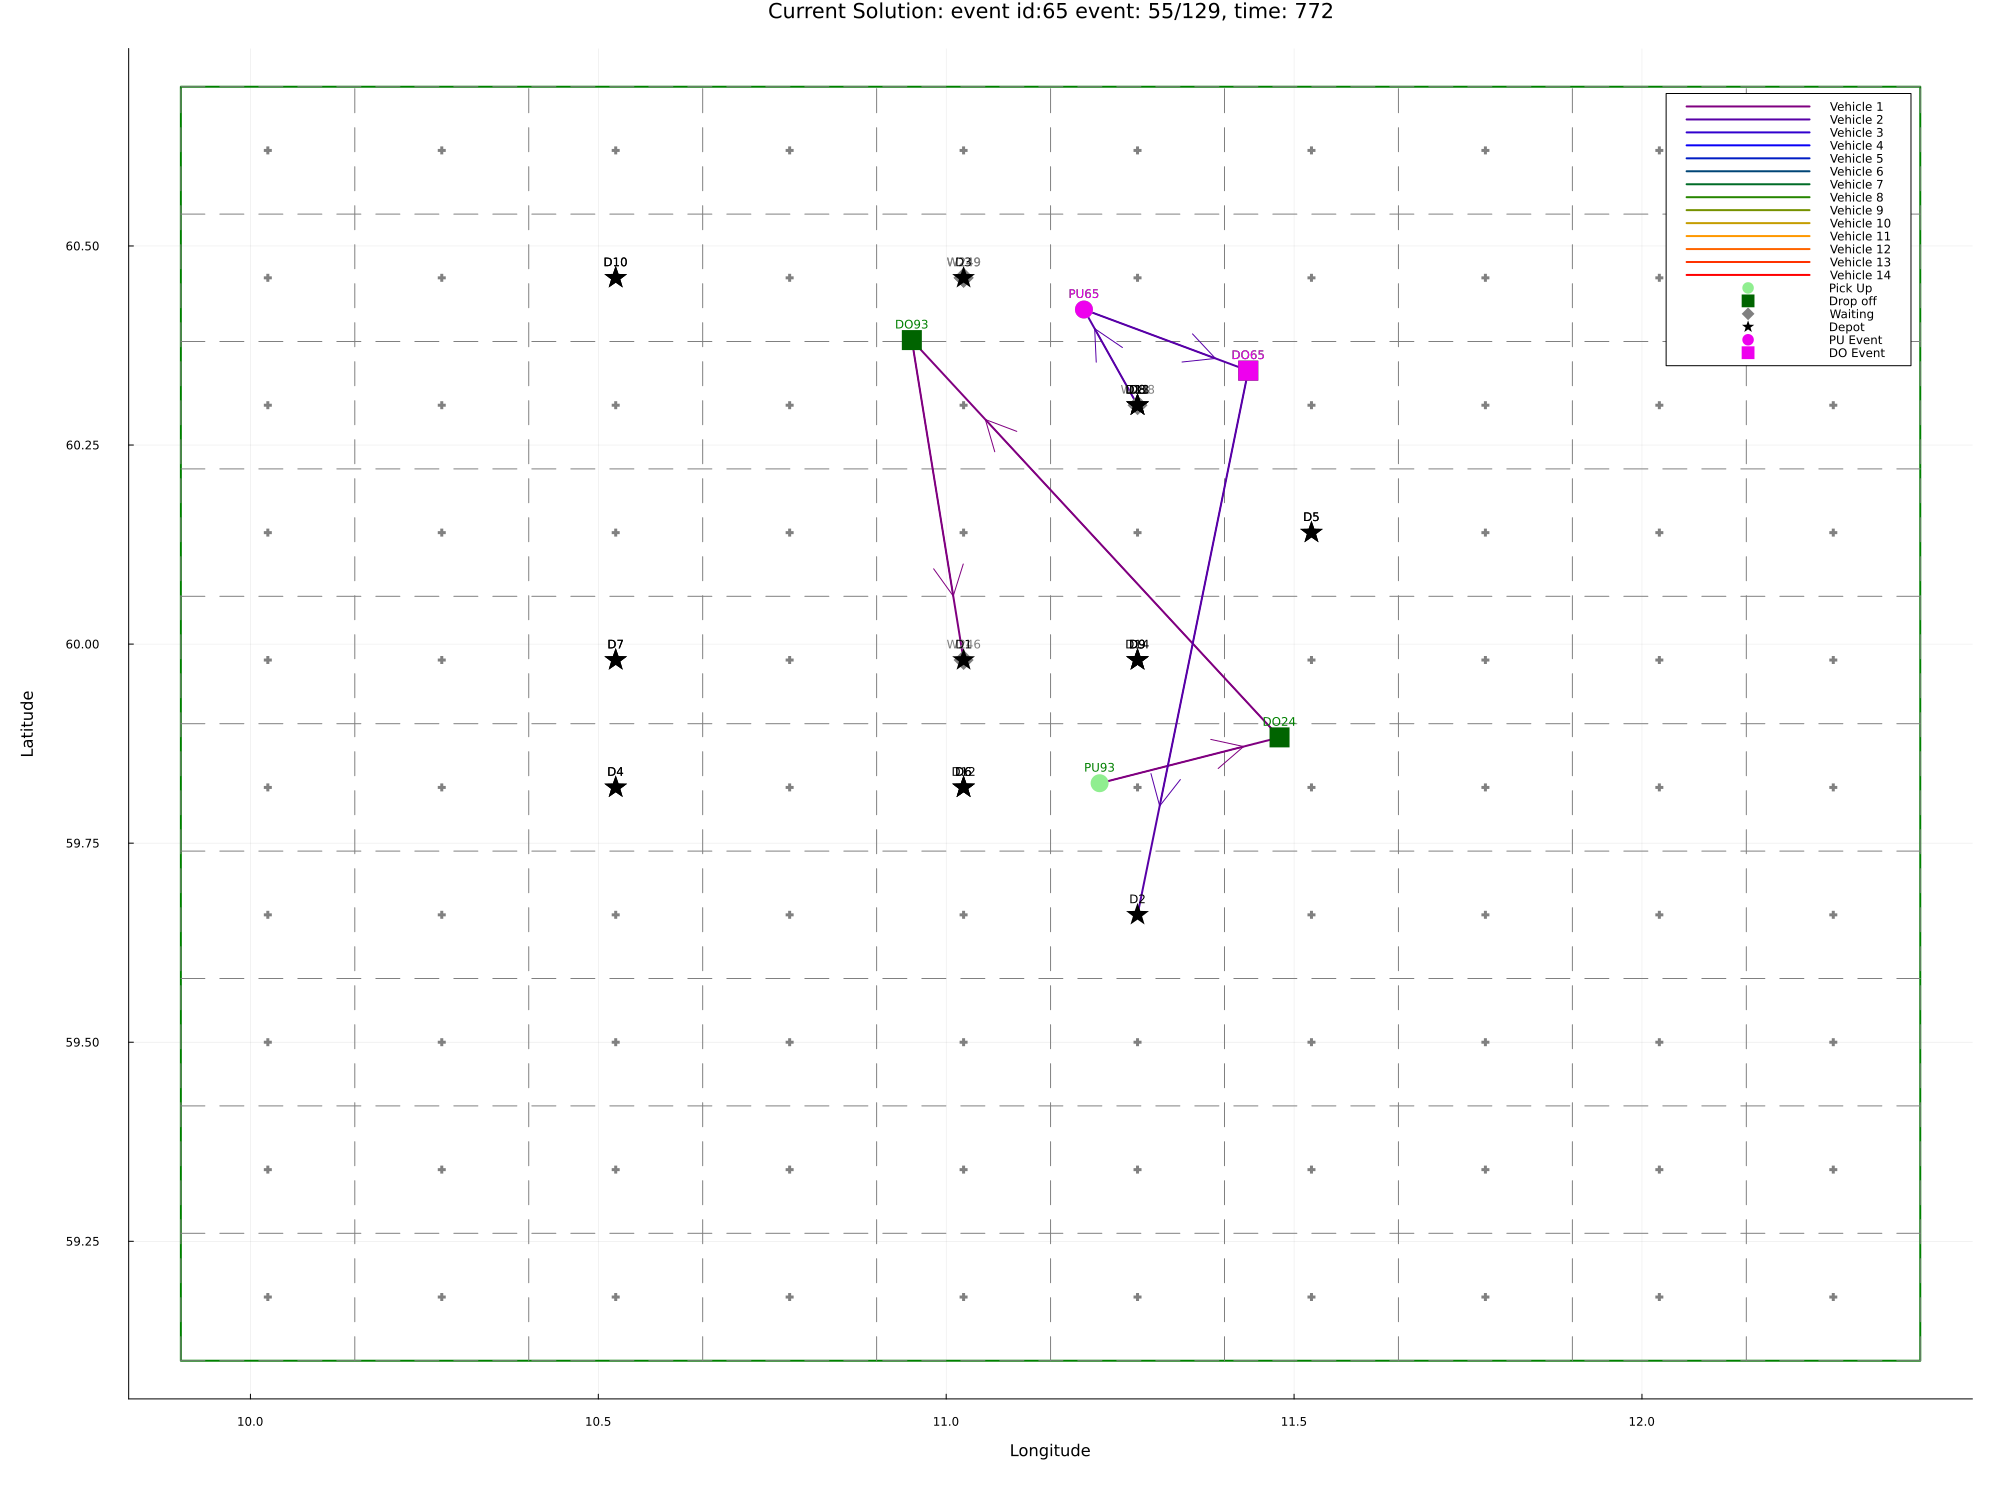 Current Solution: event id:65 event: 55/129, time: 772
Vehicle 1
Vehicle 2
Vehicle 3
Vehicle 4
Vehicle 5
Vehicle 6
Vehicle 7
Vehicle 8
Vehicle 9
Vehicle 10
Vehicle 11
Vehicle 12
Vehicle 13
Vehicle 14
Pick Up
Drop off
Waiting
Depot
PU Event
DO Event
60.50
D10
D3
PU65
DO93
DO65
60.25
D5
60.00
D7
D1
D9
DO24
Latitude
PU93
D4
D6
59.75
D2
59.50
59.25
10.0
10.5
11.0
11.5
12.0
Longitude